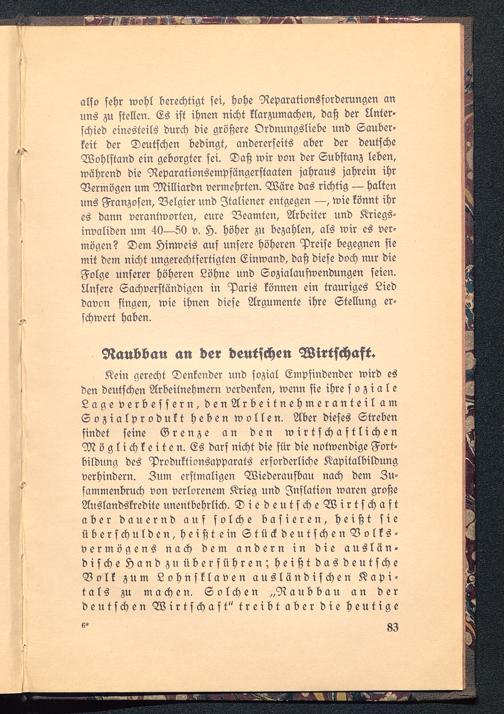 also sehr wohl berechtigt sei, hohe Reparationsforderungen an
uns zu stellen. Es ist ihnen nicht klarzumachen, daß der Unter-
schied einesteils durch die größere Ordnungsliebe und Sauber-
keit der Deutschen bedingt, andererseits aber der deutsche
Wohlstand ein geborgter sei. Daß wir von der Substanz leben,
während die Reparationsempfängerstaaten jahraus jahrein ihr
Vermögen um Milliarden vermehrten. Wäre das richtig — halten
uns Franzosen, Belgier und Italiener entgegen —, wie könnt ihr
es dann verantworten, eure Beamten, Arbeiter und Kriegs-
invaliden um 40—50 v. H. höher zu bezahlen, als wir es ver-
mögen? Dem Hinweis auf unsere höheren Preise begegnen sie
mit dem nicht ungerechtfertigten Einwand, daß diese doch nur die
Folge unserer höheren Löhne und Sozialaufwendungen seien.
Unsere Sachverständigen in Paris können ein trauriges Lied
davon singen, wie ihnen diese Argumente ihre Stellung er-
schwert haben.
Raubbau an der deutschen Wirtschaft.
Kein gerecht Denkender und sozial Empfindender wird es
den deutschen Arbeitnehmern verdenken, wenn sie ihre soziale
Lage verbessern, den Arbeitnehmeranteil am
Sozialprodukt heben wollen. Aber dieses Streben
findet seine Grenze an den wirtschaftlichen
Möglichkeiten. Es darf nicht die für die notwendige Fort-
bildung des Produktionsapparats erforderliche Kapitalbildung
verhindern. Zum erstmaligen Wiederaufbau nach dem Zu-
sammenbruch von verlorenem Krieg und Inflation waren große
Auslandskredite unentbehrlich. Die deutsche Wirtschaft
aber dauernd auf solche basieren, heißt sie
überschulden, heißt ein Stück deutschen Volks-
vermögens nach dem andern in die auslän-
dische Hand zu überführen; heißt das deutsche
Volk zum Lohnsklaven ausländischen Kapi-
tals zu machen. Solchen „Raubbau an der
deutschen Wirtschaft“ treibt aber die heutige
6*
83